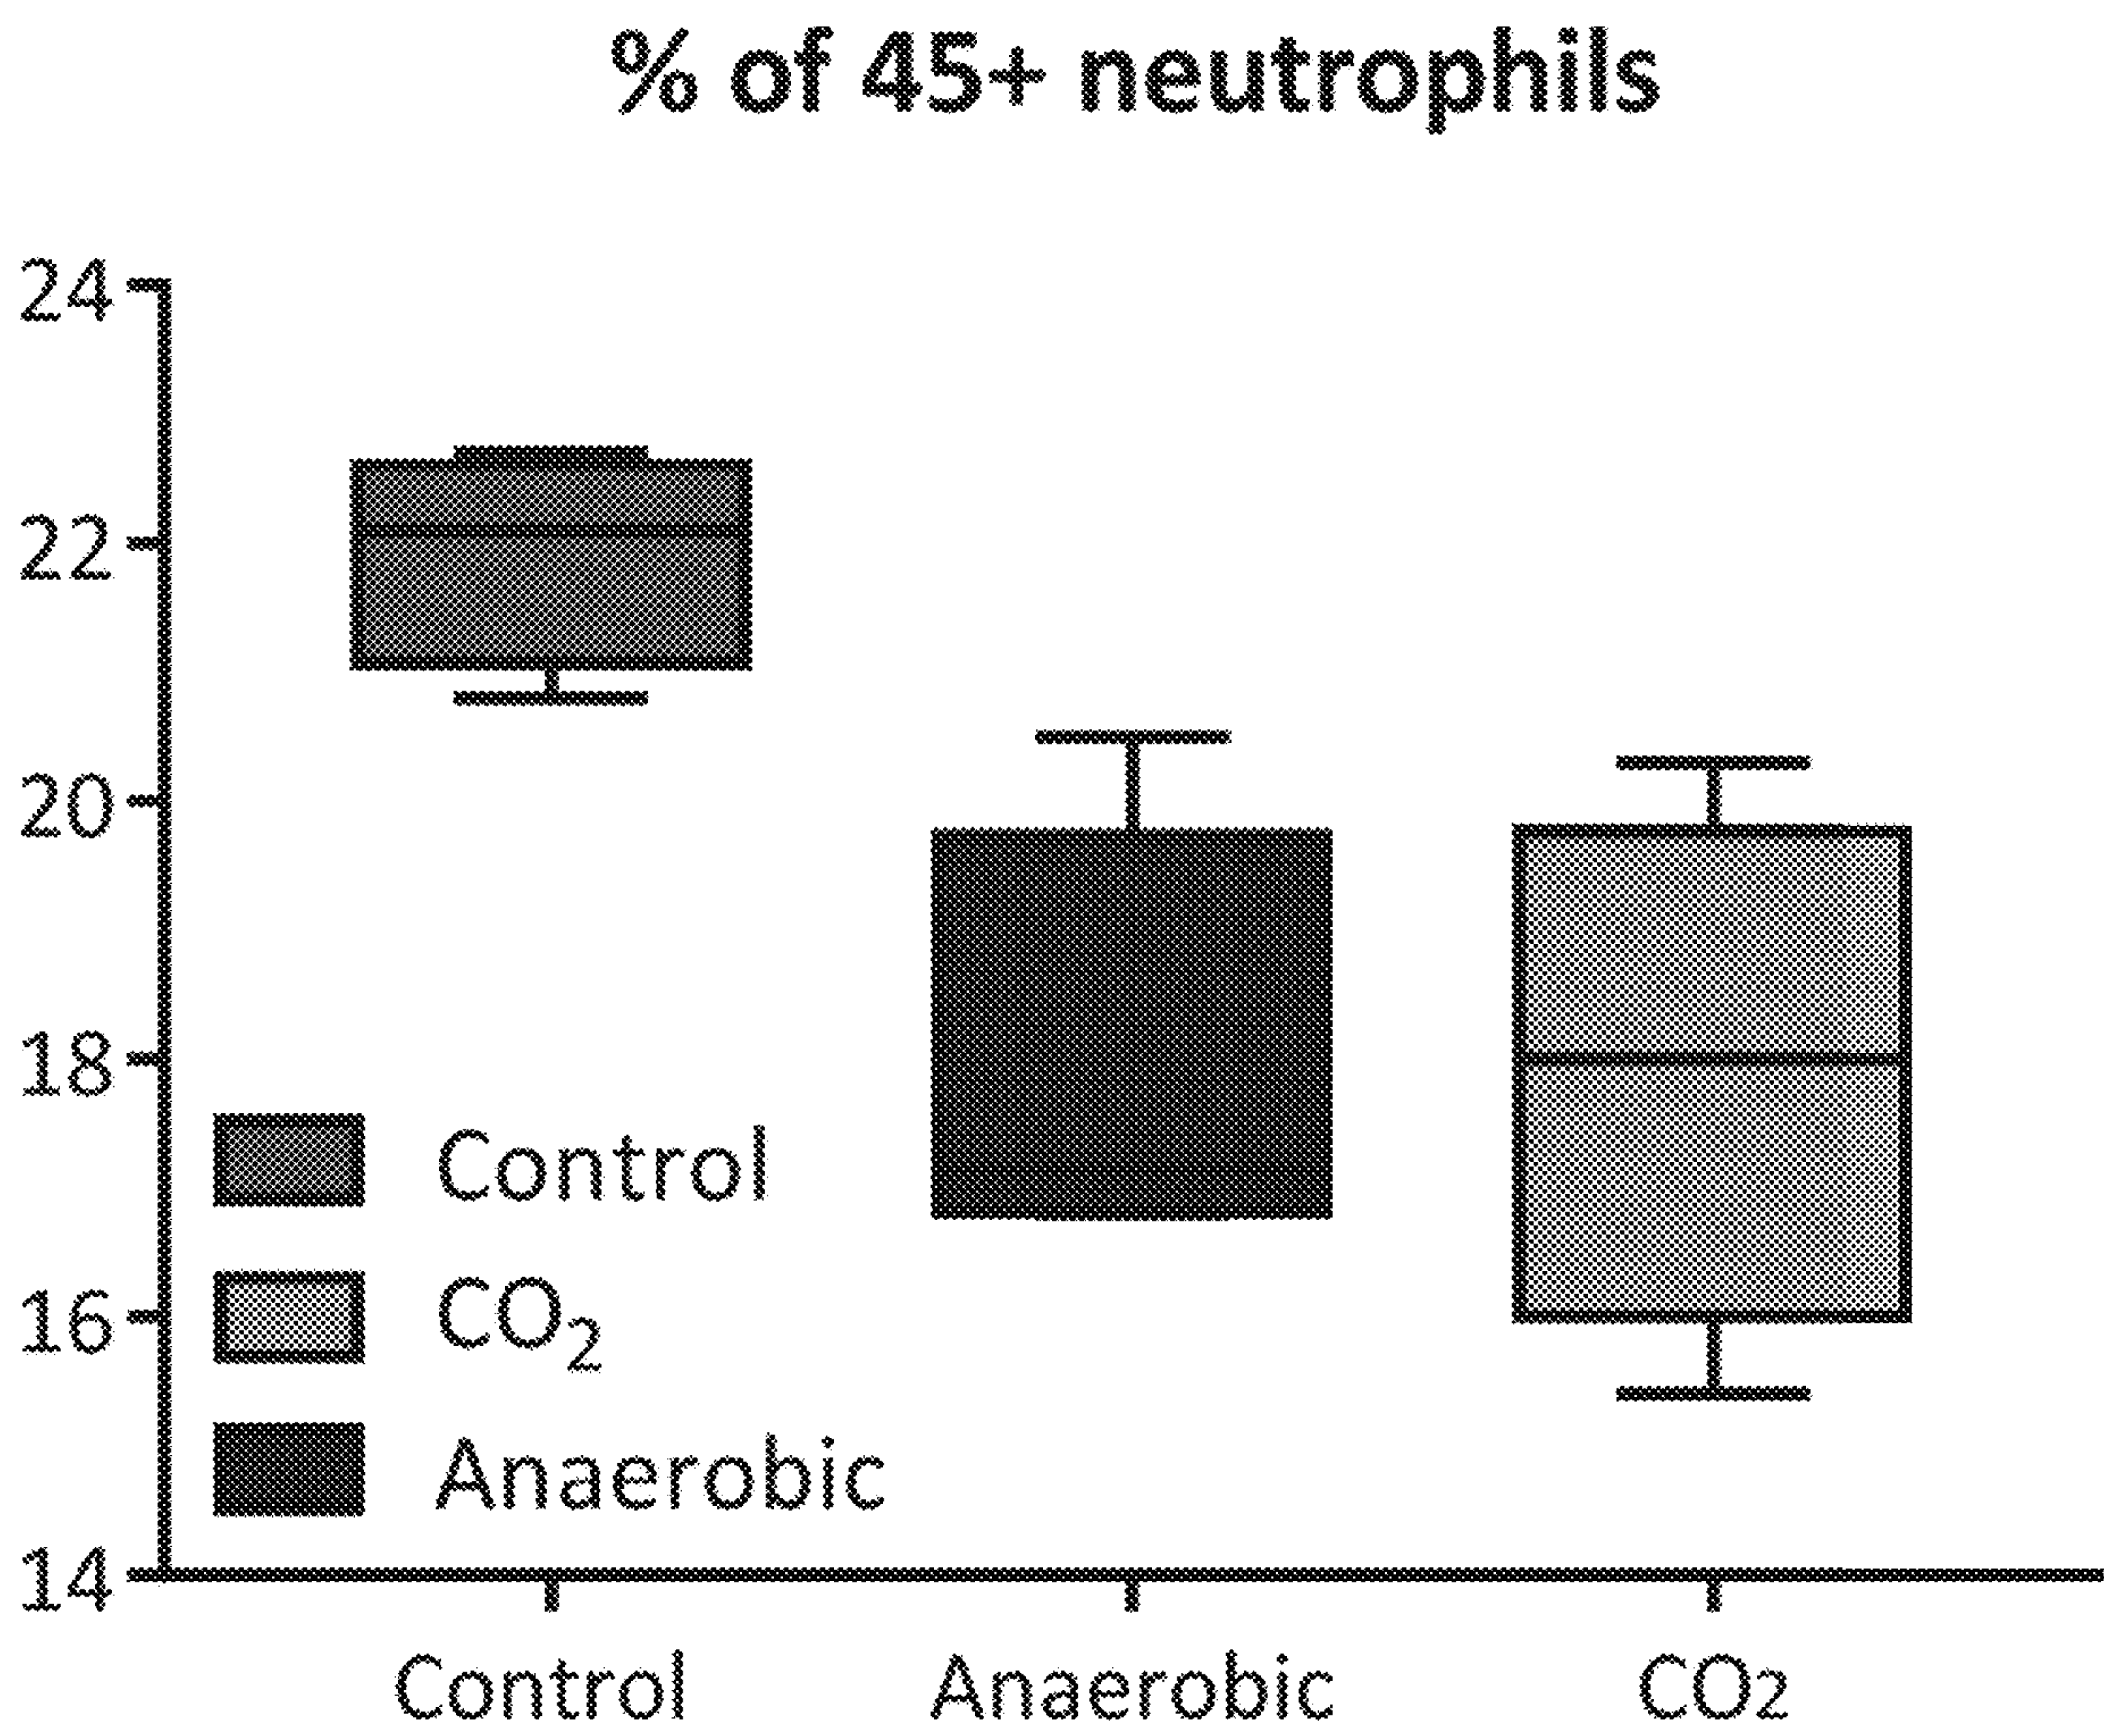 % of 45+ neutrophils
24
22
20
18
16
14
Control
CO₂
Anaerobic
Control Anaerobic CO2